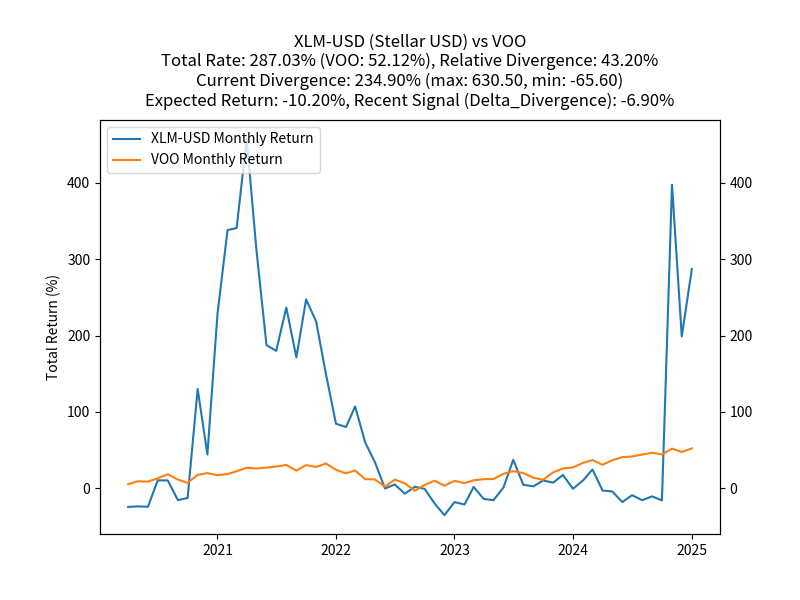 XLM-USD (Stellar USD) vs VOO
Total Rate: 287.03% (VOO: 52.12%), Relative Divergence: 43.20%
Current Divergence: 234.90% (max: 630.50, min: -65.60)
Expected Return: -10.20%, Recent Signal (Delta_Divergence): -6.90%
XLM-USD Monthly Return
VOO Monthly Return
Total Return (%)
400
300
200
100
0
400
300
200
100
0
2021
2022
2023
2024
2025